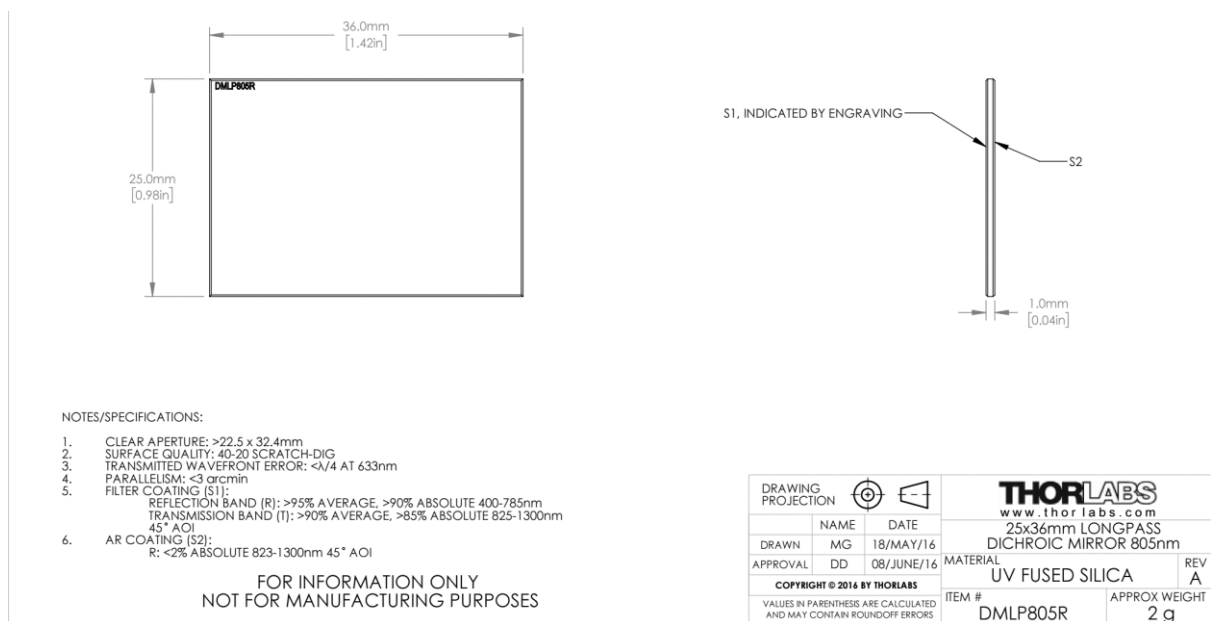 36.0mm
[1.42in]
DMLP805R
25.0mm
[0.98in]
S1, INDICATED BY ENGRAVING
S2
1.0mm
[0.04in]
NOTES/SPECIFICATIONS:
1. CLEAR APERTURE: >22.5 x 32.4mm
2. SURFACE QUALITY: 40-20 SCRATCH-DIG
3. TRANSMITTED WAVEFRONT ERROR: <λ/4 AT 633nm
4. PARALLELISM: <3 arcmin
5. FILTER COATING (S1):
REFLECTION BAND (R): >95% AVERAGE, >90% ABSOLUTE 400-785nm
TRANSMISSION BAND (T): >90% AVERAGE, >85% ABSOLUTE 825-1300nm
45° AOI
6. AR COATING (S2):
R: <2% ABSOLUTE 823-1300nm 45° AOI
FOR INFORMATION ONLY
NOT FOR MANUFACTURING PURPOSES
DRAWING
PROJECTION
NAME DATE
DRAWN MG 18/MAY/16
APPROVAL DD 08/JUNE/16
COPYRIGHT © 2016 BY THORLABS
VALUES IN PARENTHESIS ARE CALCULATED
AND MAY CONTAIN ROUNDOFF ERRORS
THORLABS
www.thorlabs.com
25x36mm LONGPASS
DICHROIC MIRROR 805nm
MATERIAL
UV FUSED SILICA
REV
A
ITEM #
DMLP805R
APPROX WEIGHT
2 g